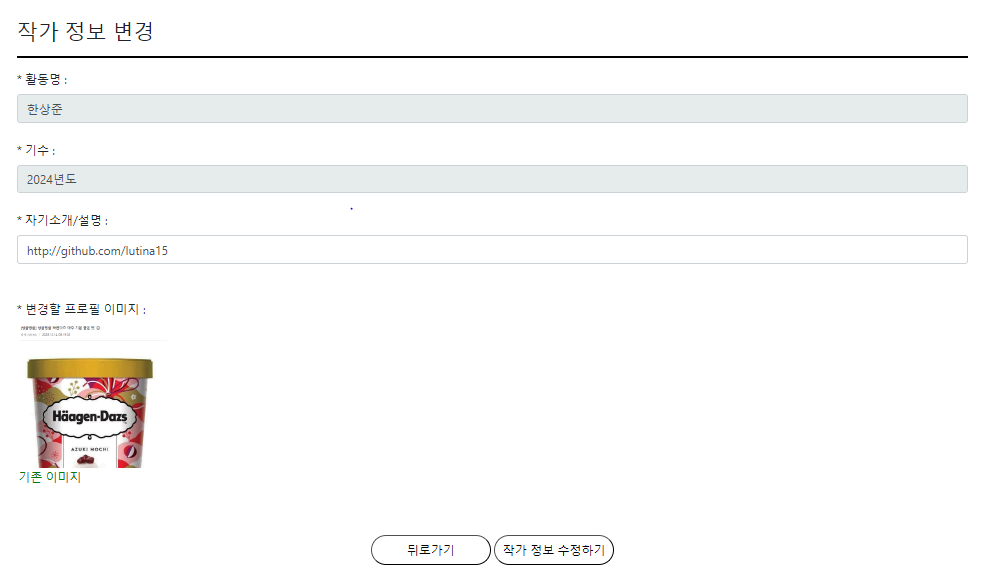 작가 정보 변경
* 활동명 :
한상준
* 기수 :
2024년도
* 자기소개/설명 :
http://github.com/lutina15
* 변경할 프로필 이미지 :
Häagen-Dazs
AZUKI MOCHI
기존 이미지
뒤로가기
작가 정보 수정하기